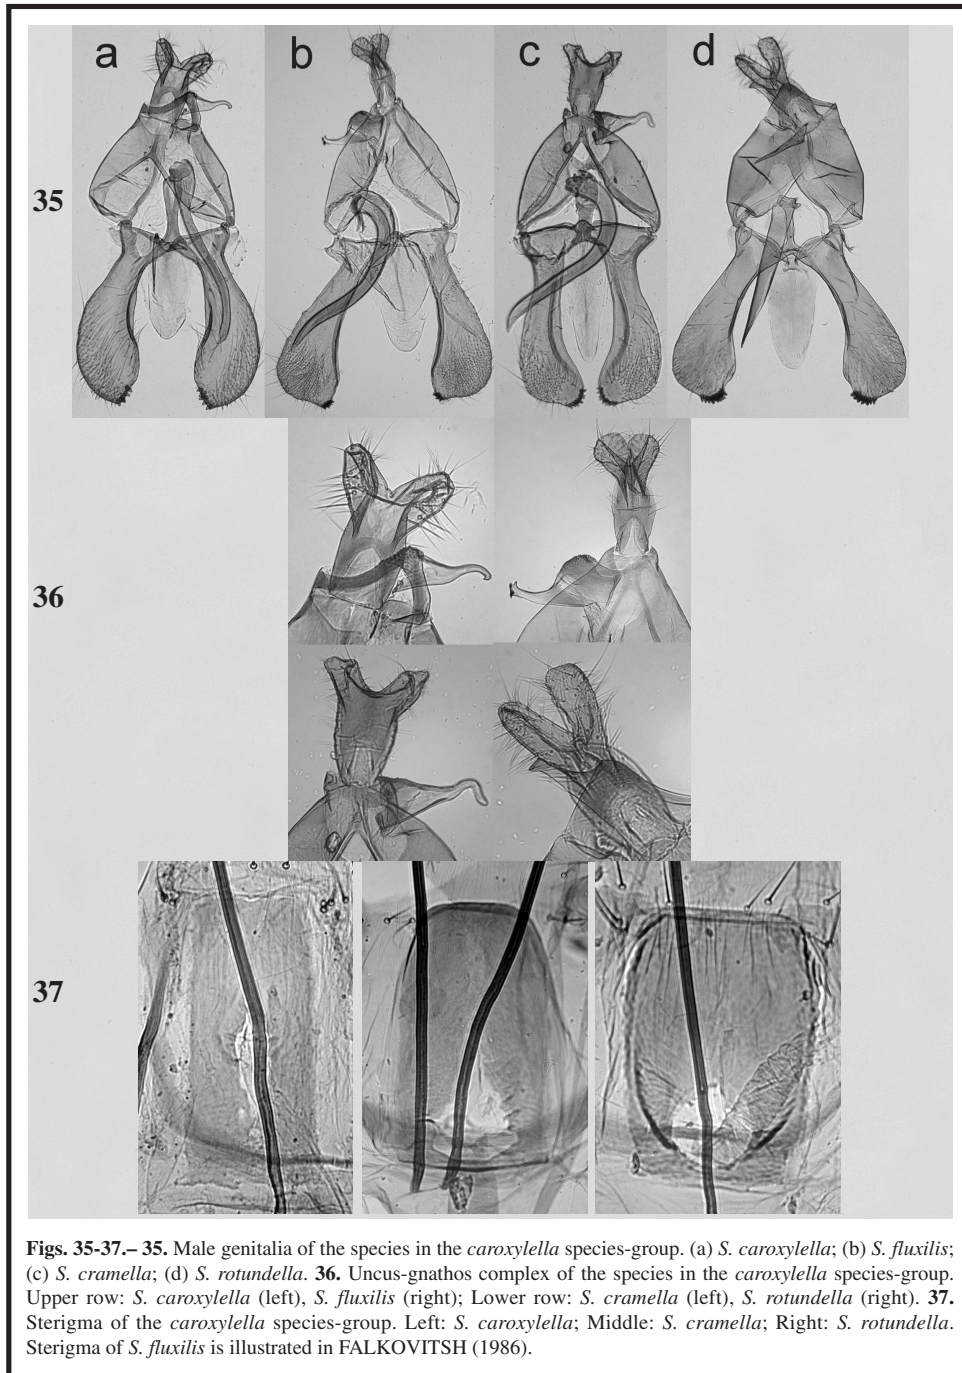 a b c d
35
36
37
Figs. 35-37.– 35. Male genitalia of the species in the caroxylella species-group. (a) S. caroxylella; (b) S. fluxilis;
(c) S. cramella; (d) S. rotundella. 36. Uncus-gnathos complex of the species in the caroxylella species-group.
Upper row: S. caroxylella (left), S. fluxilis (right); Lower row: S. cramella (left), S. rotundella (right). 37.
Sterigma of the caroxylella species-group. Left: S. caroxylella; Middle: S. cramella; Right: S. rotundella.
Sterigma of S. fluxilis is illustrated in FALKOVITSH (1986).